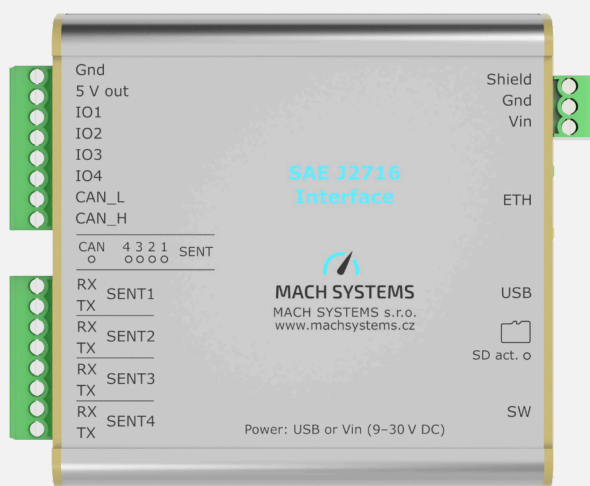 Gnd
5 V out
IO1
IO2
IO3
IO4
CAN_L
CAN_H
CAN 4 3 2 1 SENT
RX
TX
SENT1
RX
TX
SENT2
RX
TX
SENT3
RX
TX
SENT4
SAE J2716
Interface
MACH SYSTEMS
MACH SYSTEMS s.r.o.
www.machsystems.cz
Power: USB or Vin (9–30 V DC)
Shield
Gnd
Vin
ETH
USB
SD act.
SW